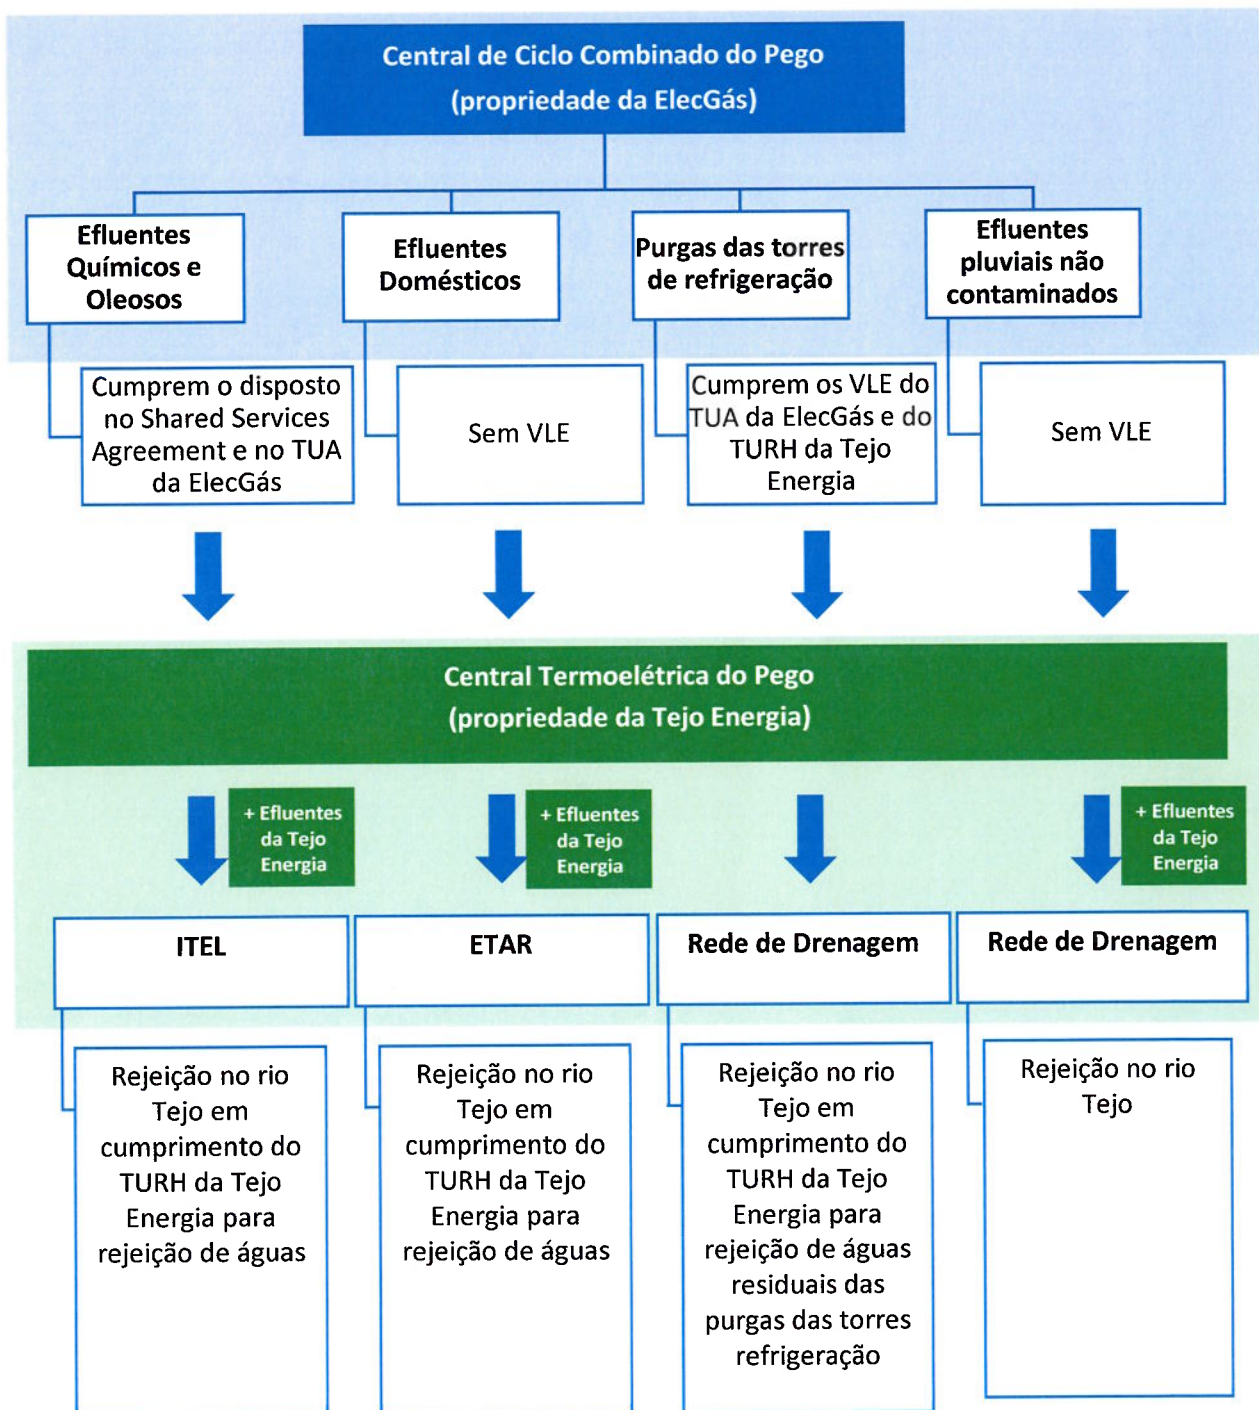 Central de Ciclo Combinado do Pego
(propriedade da ElecGás)
Efluentes
Químicos e
Oleosos
Efluentes
Domésticos
Purgas das torres
de refrigeração
Efluentes
pluviais não
contaminados
Cumprem o disposto
no Shared Services
Agreement e no TUA
da ElecGás
Sem VLE
Cumprem os VLE do
TUA da ElecGás e do
TURH da Tejo
Energia
Sem VLE
Central Termoelétrica do Pego
(propriedade da Tejo Energia)
+ Efluentes
da Tejo
Energia
+ Efluentes
da Tejo
Energia
+ Efluentes
da Tejo
Energia
ITEL
ETAR
Rede de Drenagem
Rede de Drenagem
Rejeição no rio
Tejo em
cumprimento do
TURH da Tejo
Energia para
rejeição de águas
Rejeição no rio
Tejo em
cumprimento do
TURH da Tejo
Energia para
rejeição de águas
Rejeição no rio
Tejo em
cumprimento do
TURH da Tejo
Energia para
rejeição de águas
residuais das
purgas das torres
refrigeração
Rejeição no rio
Tejo